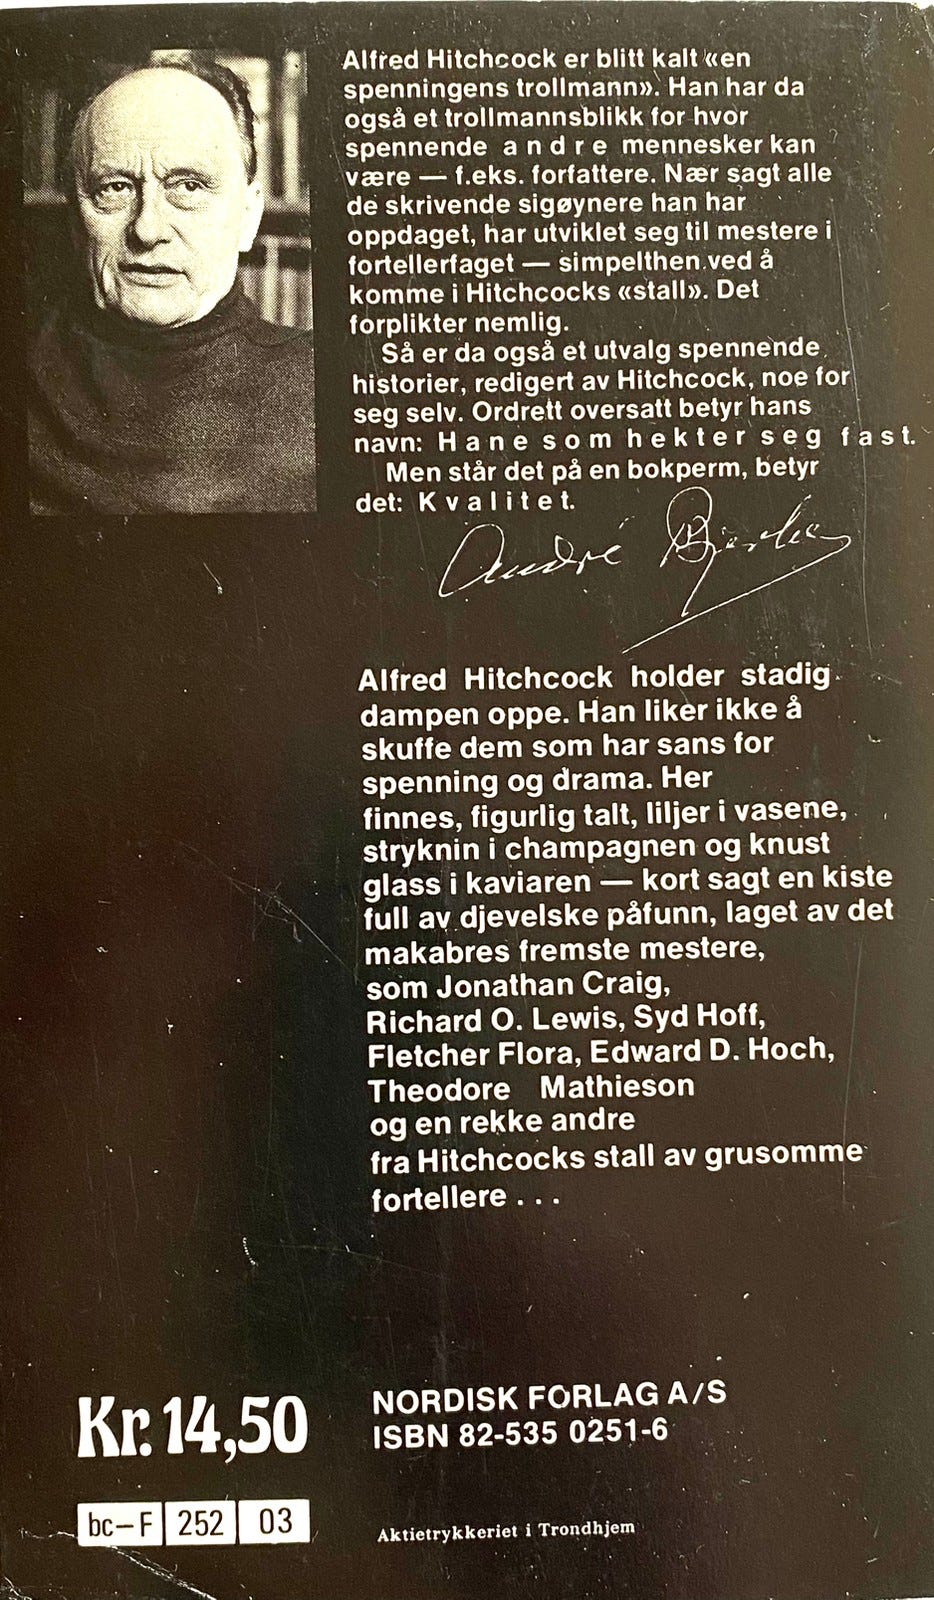 Alfred Hitchcock er blitt kalt «en
spenningens trollmann». Han har da
også et trollmannsblikk for hvor
spennende a n d r e mennesker kan
være — f.eks. forfattere. Nær sagt alle
de skrivende sigøynere han har
oppdaget, har utviklet seg til mestere i
fortellerfaget — simpelthen ved å
komme i Hitchcocks «stall». Det
forplikter nemlig.
Så er da også et utvalg spennende
historier, redigert av Hitchcock, noe for
seg selv. Ordrett oversatt betyr hans
navn: H a n e s o m h e k t e r s e g f a s t.
Men står det på en bokperm, betyr
det: K v a l i t e t.
André Bjerke
Alfred Hitchcock holder stadig
dampen oppe. Han liker ikke å
skuffe dem som har sans for
spenning og drama. Her
finnes, figurlig talt, liljer i vasene,
stryknin i champagnen og knust
glass i kaviaren — kort sagt en kiste
full av djevelske påfunn, laget av det
makabres fremste mestere,
som Jonathan Craig,
Richard O. Lewis, Syd Hoff,
Fletcher Flora, Edward D. Hoch,
Theodore Mathieson
og en rekke andre
fra Hitchcocks stall av grusomme
fortellere . . .
Kr. 14,50
NORDISK FORLAG A/S
ISBN 82-535 0251-6
bc–F 252 03
Aktietrykkeriet i Trondhjem